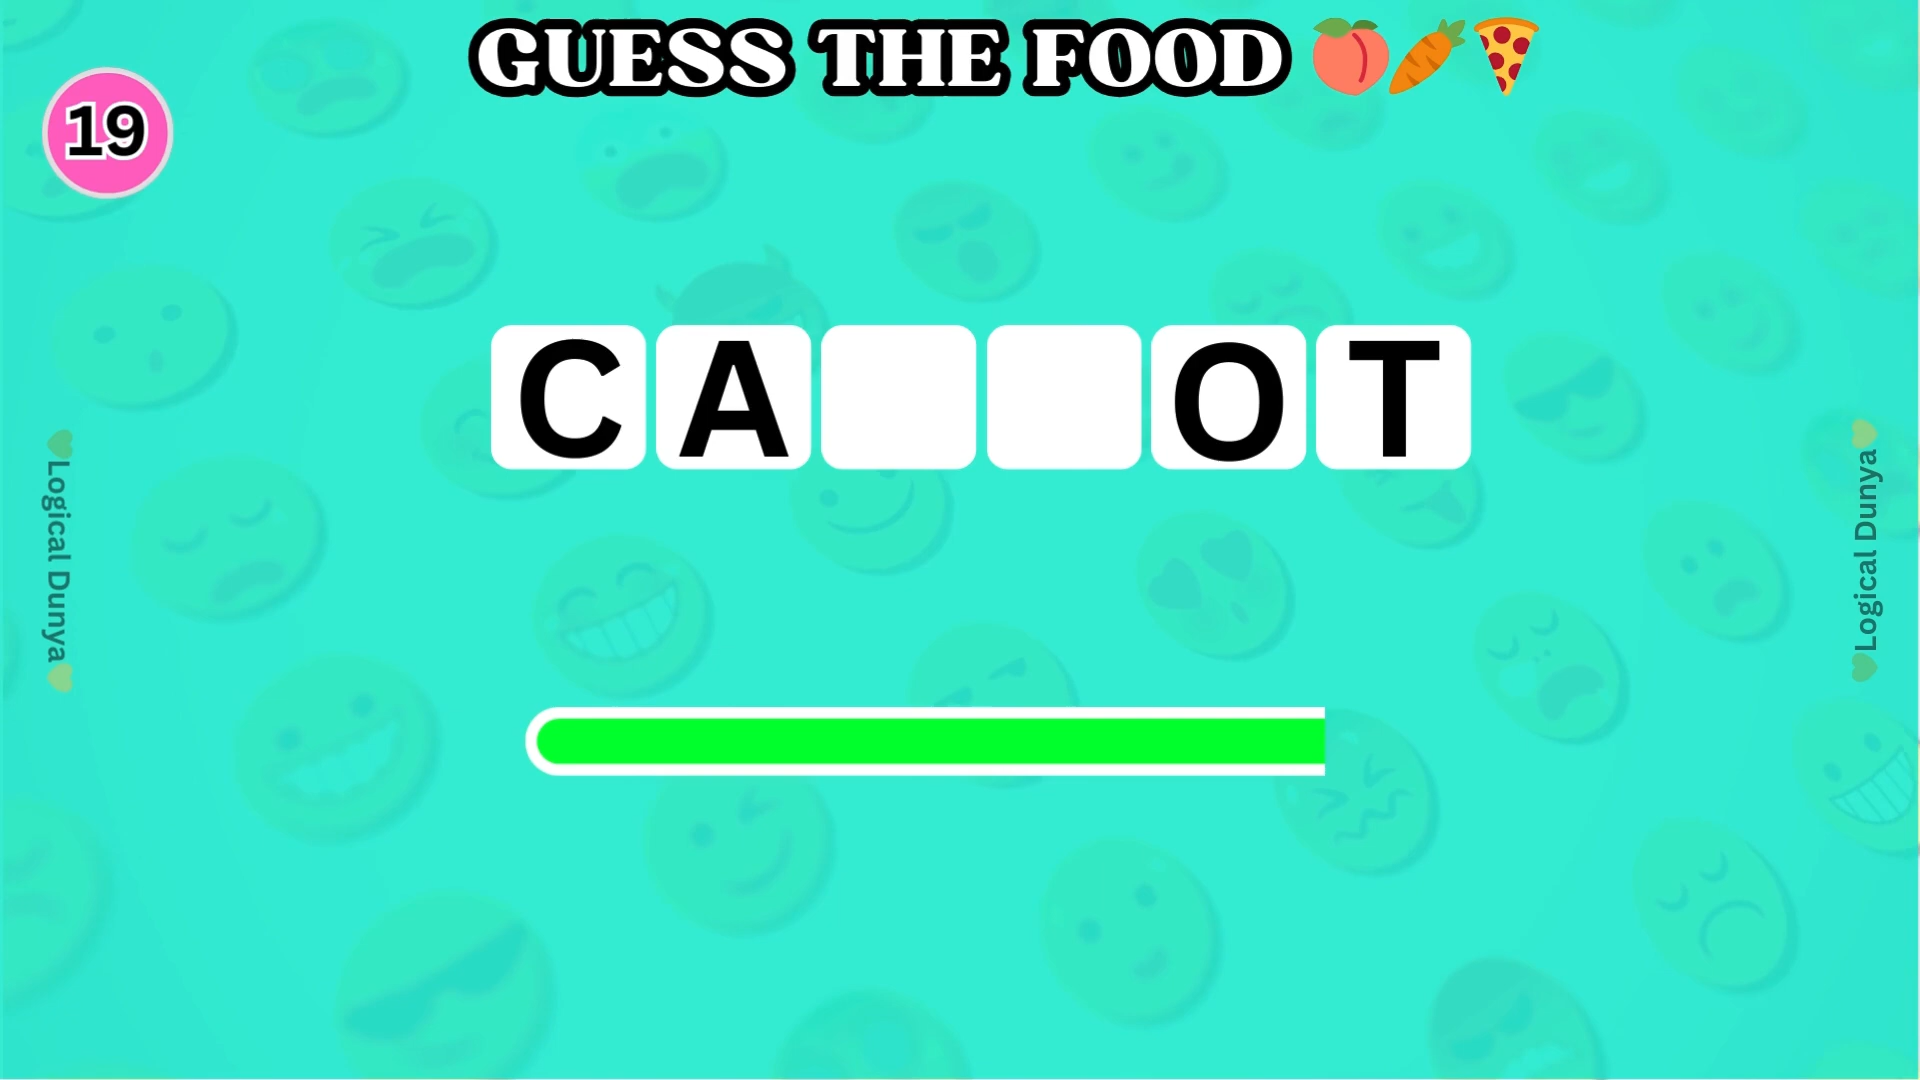 GUESS THE FOOD 🍑🥕🍕
19
CA OT
Logical Dunya
Logical Dunya